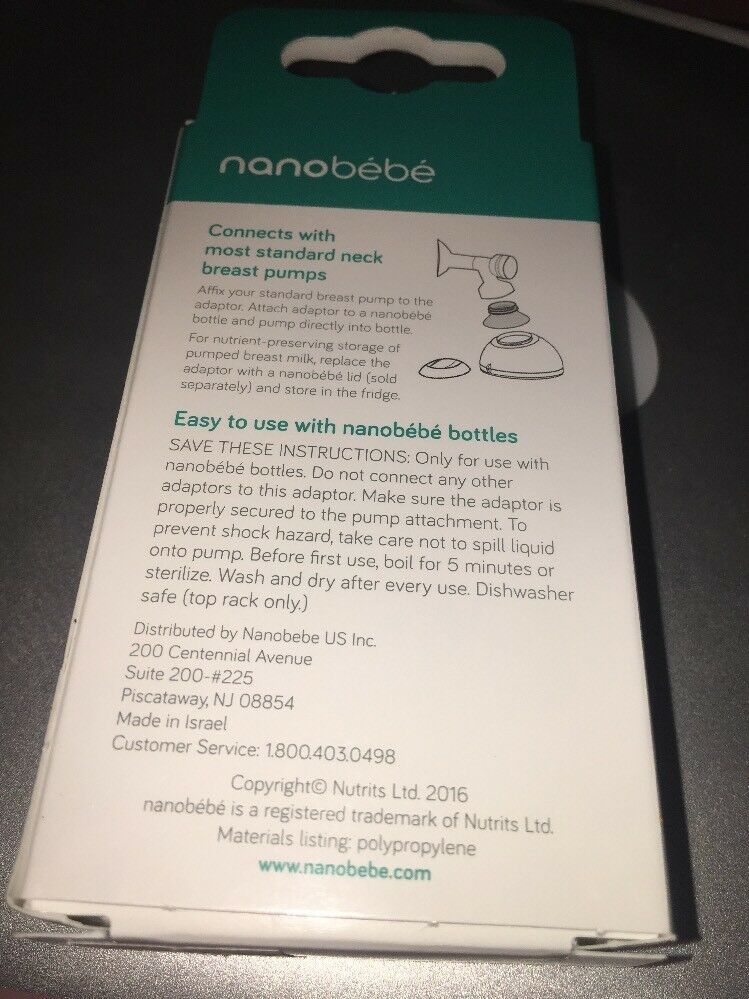 nanobébé
Connects with
most standard neck
breast pumps
Affix your standard breast pump to the
adaptor. Attach adaptor to a nanobébé
bottle and pump directly into bottle.
For nutrient-preserving storage of
pumped breast milk, replace the
adaptor with a nanobébé lid (sold
separately) and store in the fridge.
Easy to use with nanobébé bottles
SAVE THESE INSTRUCTIONS: Only for use with
nanobébé bottles. Do not connect any other
adaptors to this adaptor. Make sure the adaptor is
properly secured to the pump attachment. To
prevent shock hazard, take care not to spill liquid
onto pump. Before first use, boil for 5 minutes or
sterilize. Wash and dry after every use. Dishwasher
safe (top rack only.)
Distributed by Nanobebe US Inc.
200 Centennial Avenue
Suite 200-#225
Piscataway, NJ 08854
Made in Israel
Customer Service: 1.800.403.0498
Copyright© Nutrits Ltd. 2016
nanobébé is a registered trademark of Nutrits Ltd.
Materials listing: polypropylene
www.nanobebe.com